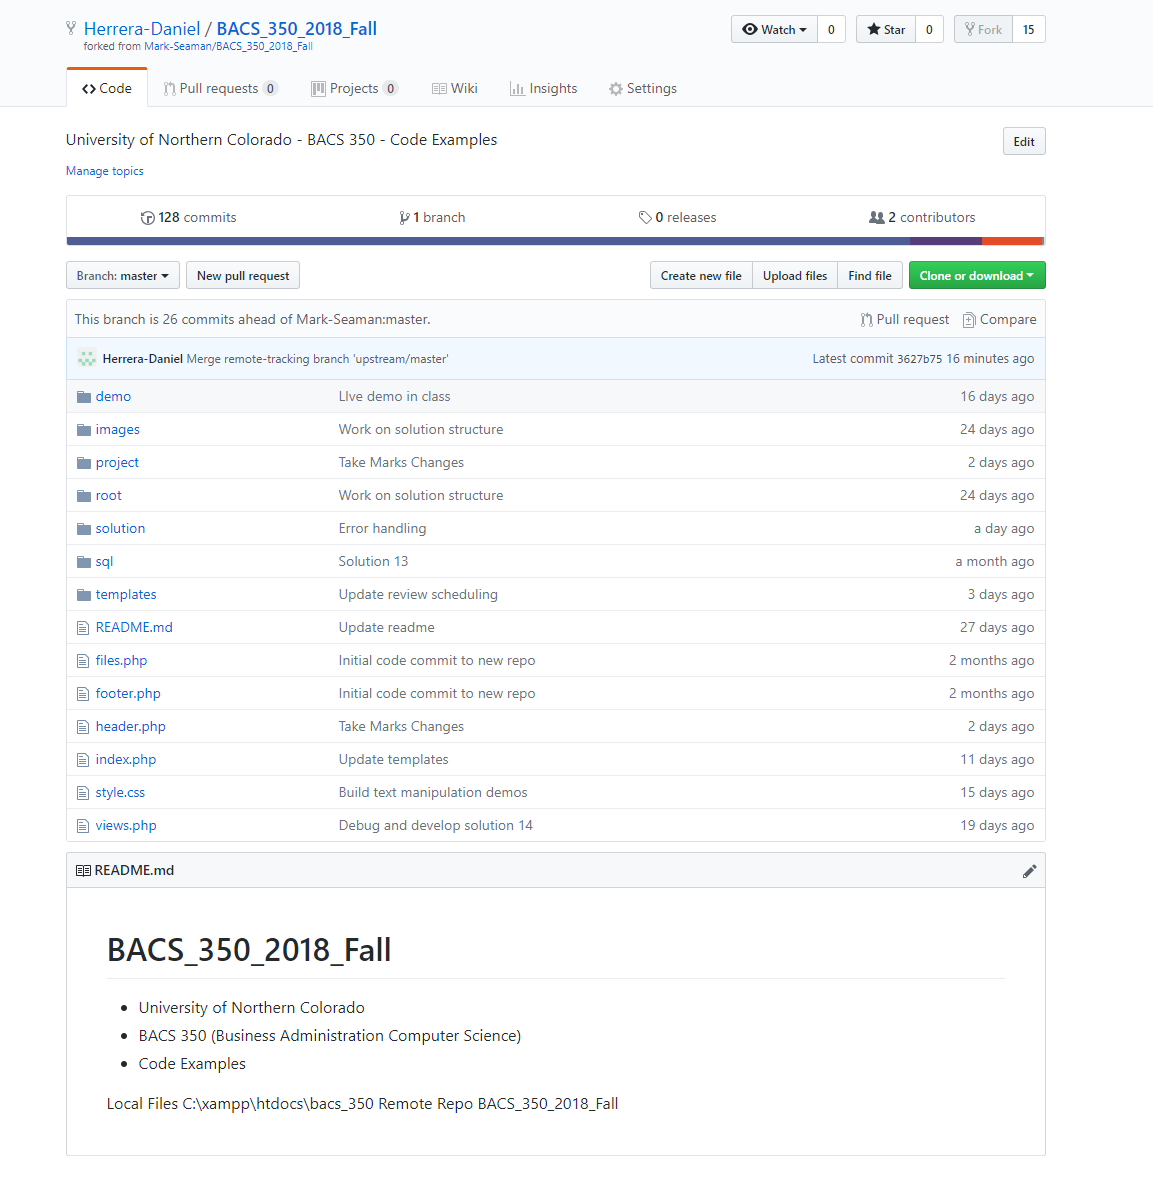 Herrera-Daniel / BACS_350_2018_Fall
forked from Mark-Seaman/BACS_350_2018_Fall
Watch 0 Star 0 Fork 15
Code Pull requests 0 Projects 0 Wiki Insights Settings
University of Northern Colorado - BACS 350 - Code Examples
Edit
Manage topics
128 commits 1 branch 0 releases 2 contributors
Branch: master New pull request Create new file Upload files Find file Clone or download
This branch is 26 commits ahead of Mark-Seaman:master. Pull request Compare
Herrera-Daniel Merge remote-tracking branch 'upstream/master' Latest commit 3627b75 16 minutes ago
demo LIve demo in class 16 days ago
images Work on solution structure 24 days ago
project Take Marks Changes 2 days ago
root Work on solution structure 24 days ago
solution Error handling a day ago
sql Solution 13 a month ago
templates Update review scheduling 3 days ago
README.md Update readme 27 days ago
files.php Initial code commit to new repo 2 months ago
footer.php Initial code commit to new repo 2 months ago
header.php Take Marks Changes 2 days ago
index.php Update templates 11 days ago
style.css Build text manipulation demos 15 days ago
views.php Debug and develop solution 14 19 days ago
README.md
BACS_350_2018_Fall
• University of Northern Colorado
• BACS 350 (Business Administration Computer Science)
• Code Examples
Local Files C:\xampp\htdocs\bacs_350 Remote Repo BACS_350_2018_Fall